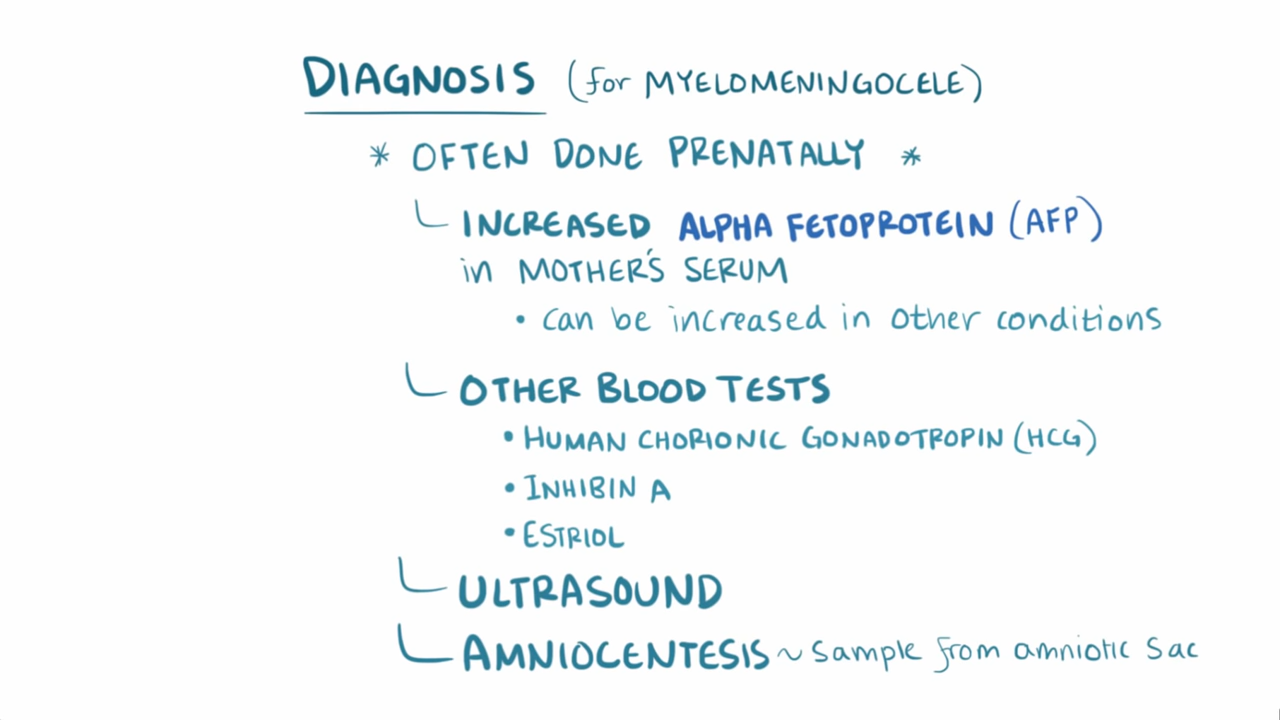 DIAGNOSIS (for MYELOMENINGOCELE)
* OFTEN DONE PRENATALLY *
INCREASED ALPHA FETOPROTEIN (AFP)
in MOTHER'S SERUM
• can be increased in other conditions
OTHER BLOOD TESTS
• HUMAN CHORIONIC GONADOTROPIN (HCG)
• INHIBIN A
• ESTRIOL
ULTRASOUND
AMNIOCENTESIS ~ sample from amniotic sac